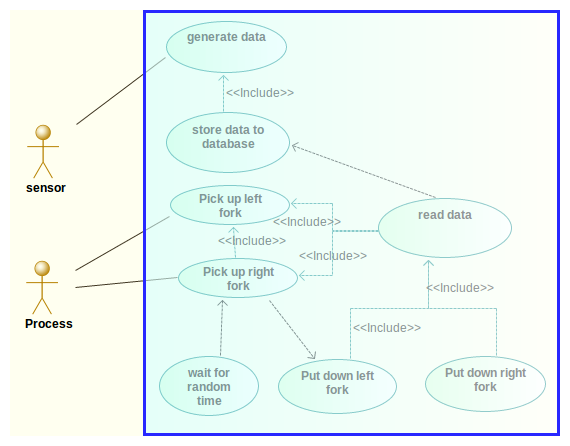 generate data
<<Include>>
store data to
database
sensor
Pick up left
fork
read data
<<Include>>
<<Include>>
<<Include>>
Pick up right
fork
Process
<<Include>>
<<Include>>
wait for
random
time
Put down left
fork
Put down right
fork